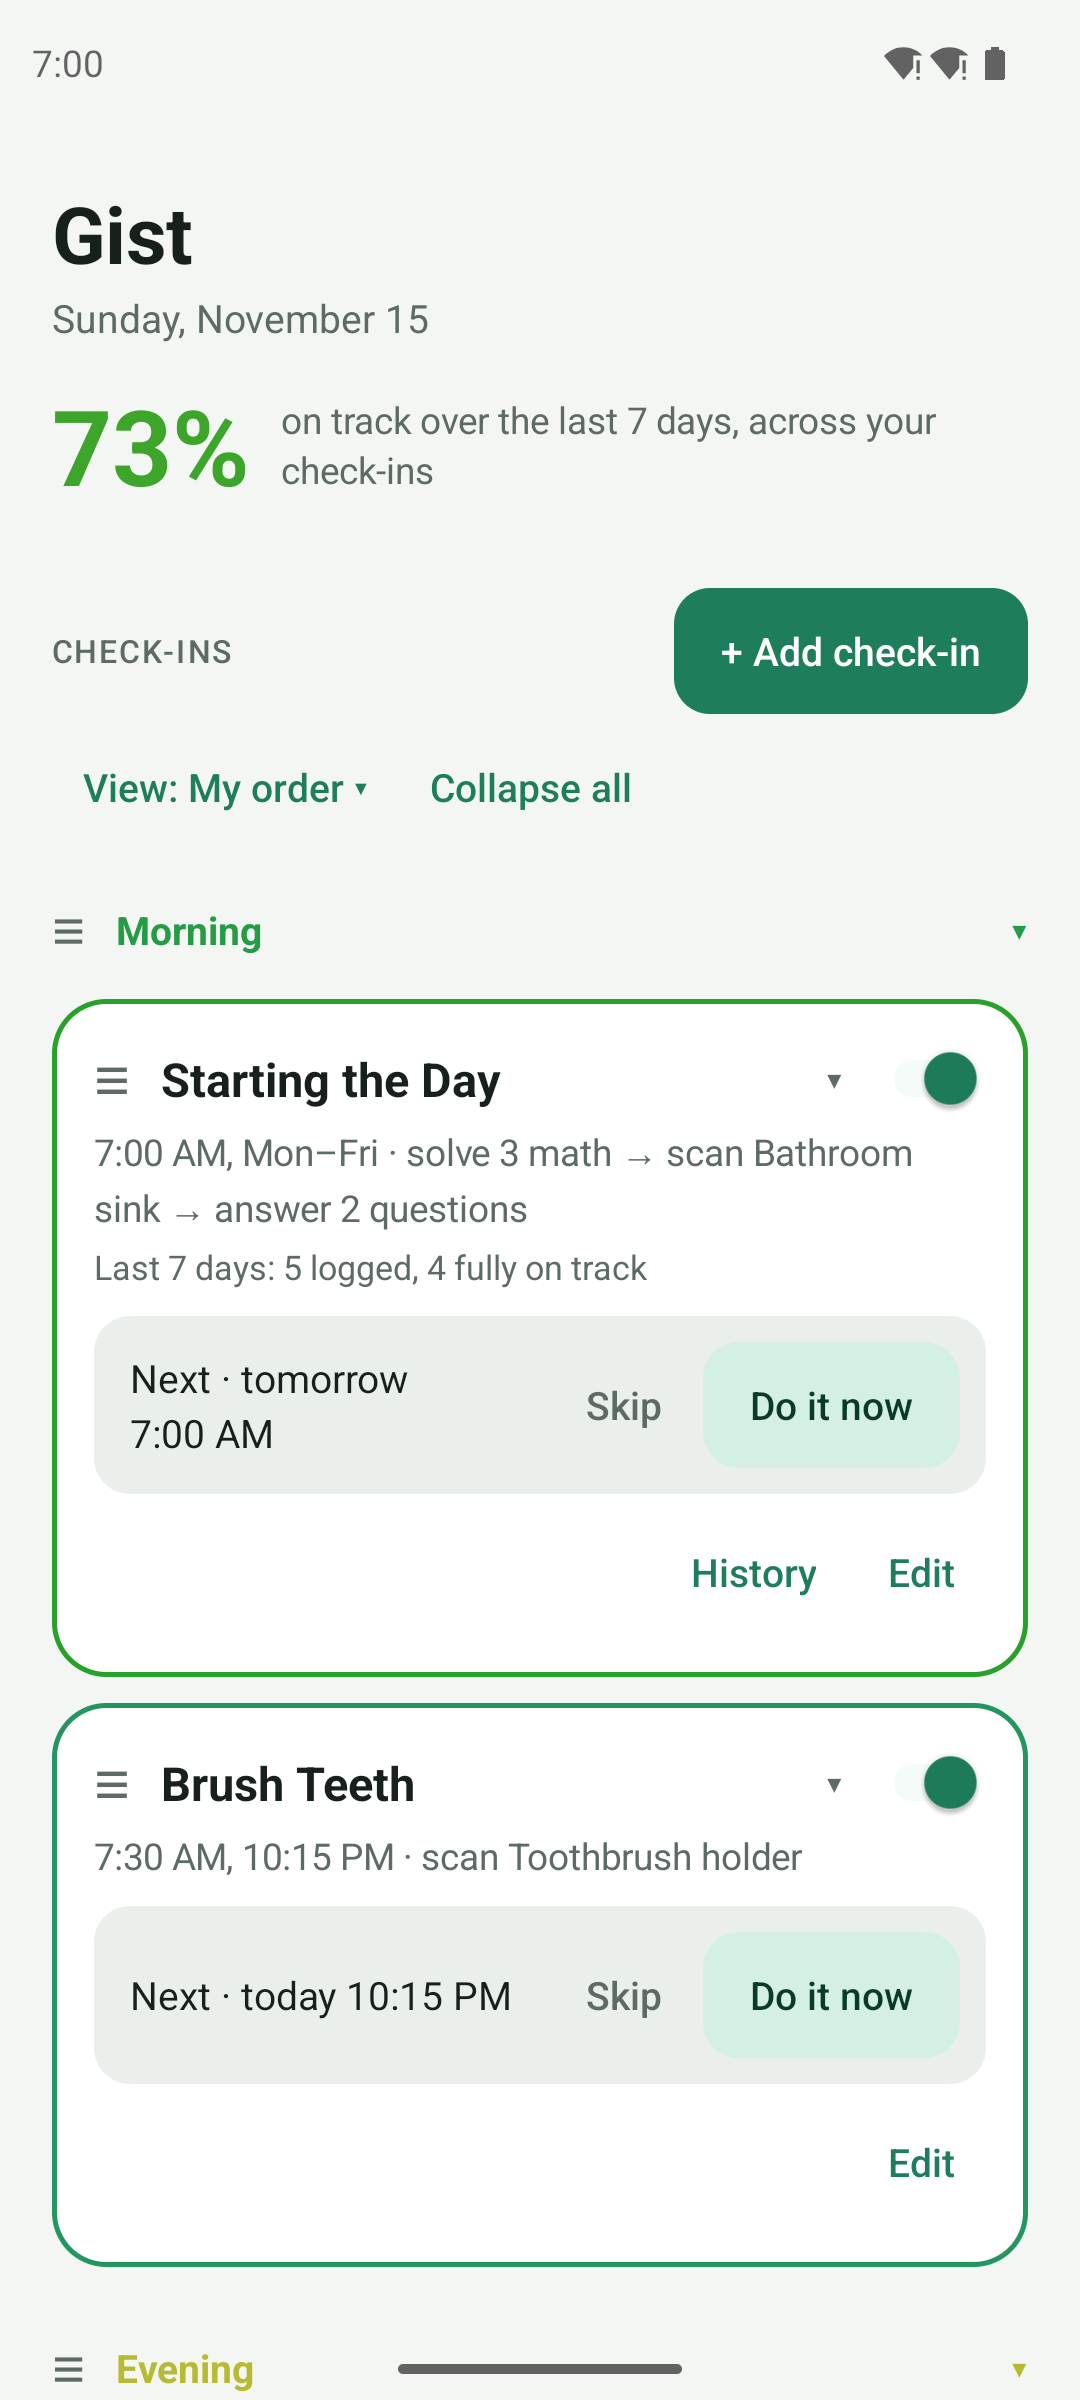 7:00
Gist
Sunday, November 15
73%
on track over the last 7 days, across your
check-ins
CHECK-INS
+ Add check-in
View: My order ▾
Collapse all
Morning
Starting the Day
7:00 AM, Mon–Fri · solve 3 math → scan Bathroom
sink → answer 2 questions
Last 7 days: 5 logged, 4 fully on track
Next · tomorrow
7:00 AM
Skip
Do it now
History
Edit
Brush Teeth
7:30 AM, 10:15 PM · scan Toothbrush holder
Next · today 10:15 PM
Skip
Do it now
Edit
Evening